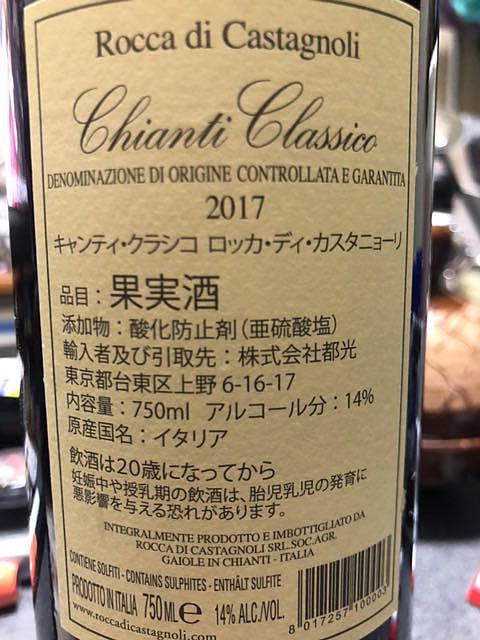 Rocca di Castagnoli
Chianti Classico
DENOMINAZIONE DI ORIGINE CONTROLLATA E GARANTITA
2017
キャンティ・クラシコ ロッカ・ディ・カスタニョーリ
品目：果実酒
添加物：酸化防止剤（亜硫酸塩）
輸入者及び引取先：株式会社都光
東京都台東区上野 6-16-17
内容量：750ml アルコール分：14%
原産国名：イタリア
飲酒は20歳になってから
妊娠中や授乳期の飲酒は、胎児乳児の発育に
悪影響を与える恐れがあります。
INTEGRALMENTE PRODOTTO E IMBOTTIGLIATO DA
ROCCA DI CASTAGNOLI SRL.SOC.AGR.
GAIOLE IN CHIANTI - ITALIA
CONTIENE SOLFITI - CONTAINS SULPHITES - ENTHÄLT SULFITE
PRODOTTO IN ITALIA 750 ML e 14% ALC./VOL.
www.roccadicastagnoli.com
8 017257 100003